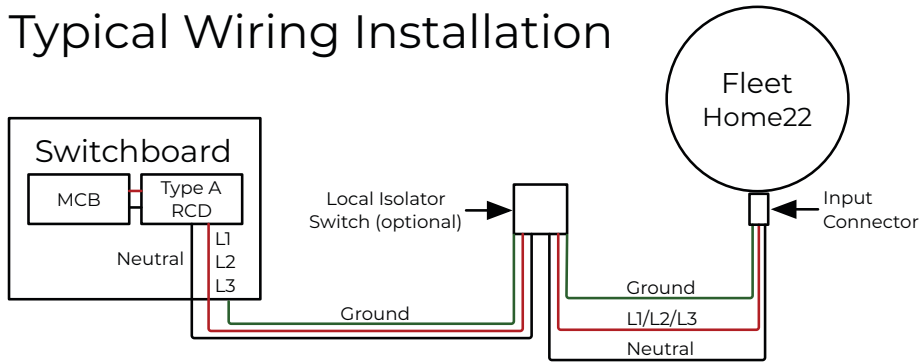 Typical Wiring Installation
Fleet
Home22
Switchboard
MCB
Type A
RCD
Neutral
L1
L2
L3
Ground
Local Isolator
Switch (optional)
Input
Connector
Ground
L1/L2/L3
Neutral